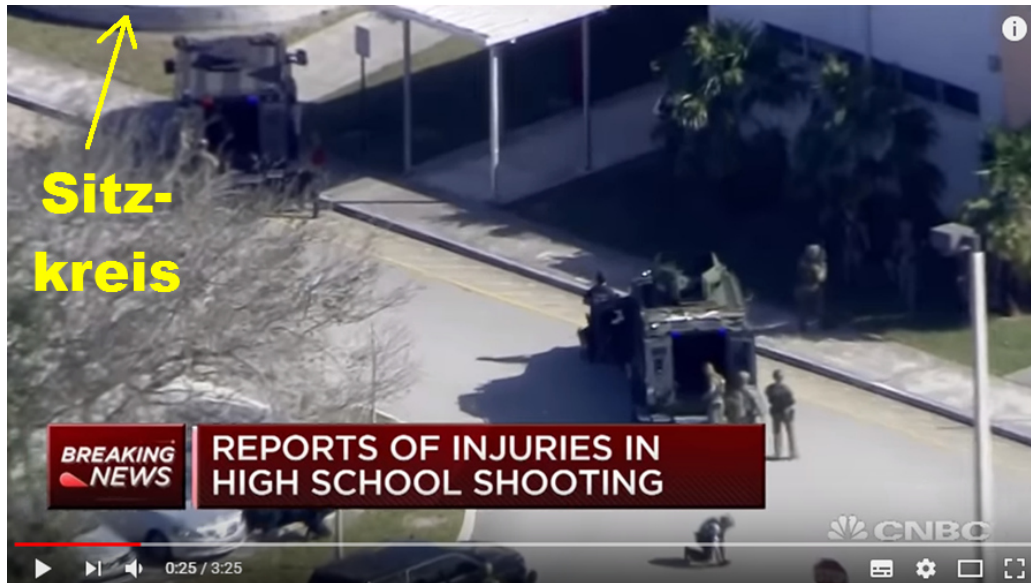 Sitz-
kreis
BREAKING
NEWS
REPORTS OF INJURIES IN
HIGH SCHOOL SHOOTING
CNBC
0:25 / 3:25